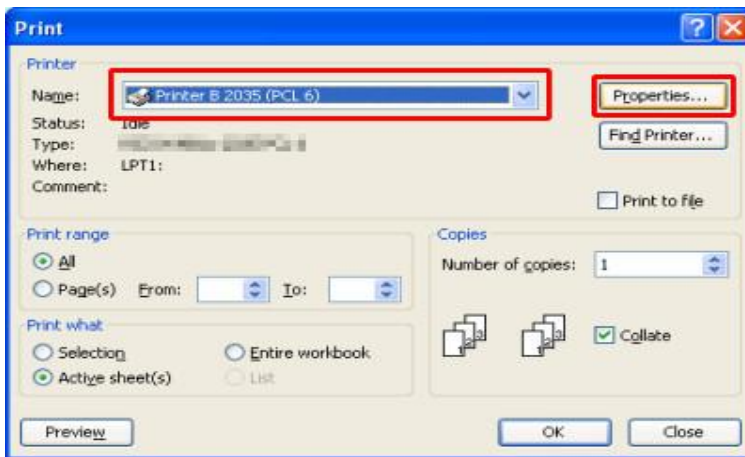 Print
Printer
Name: Printer B 2035 (PCL 6) Properties...
Status: Idle
Type: Find Printer...
Where: LPT1:
Comment: Print to file
Print range
All
Page(s) From: To:
Copies
Number of copies: 1
Collate
Print what
Selection Entire workbook
Active sheet(s) List
Preview OK Close